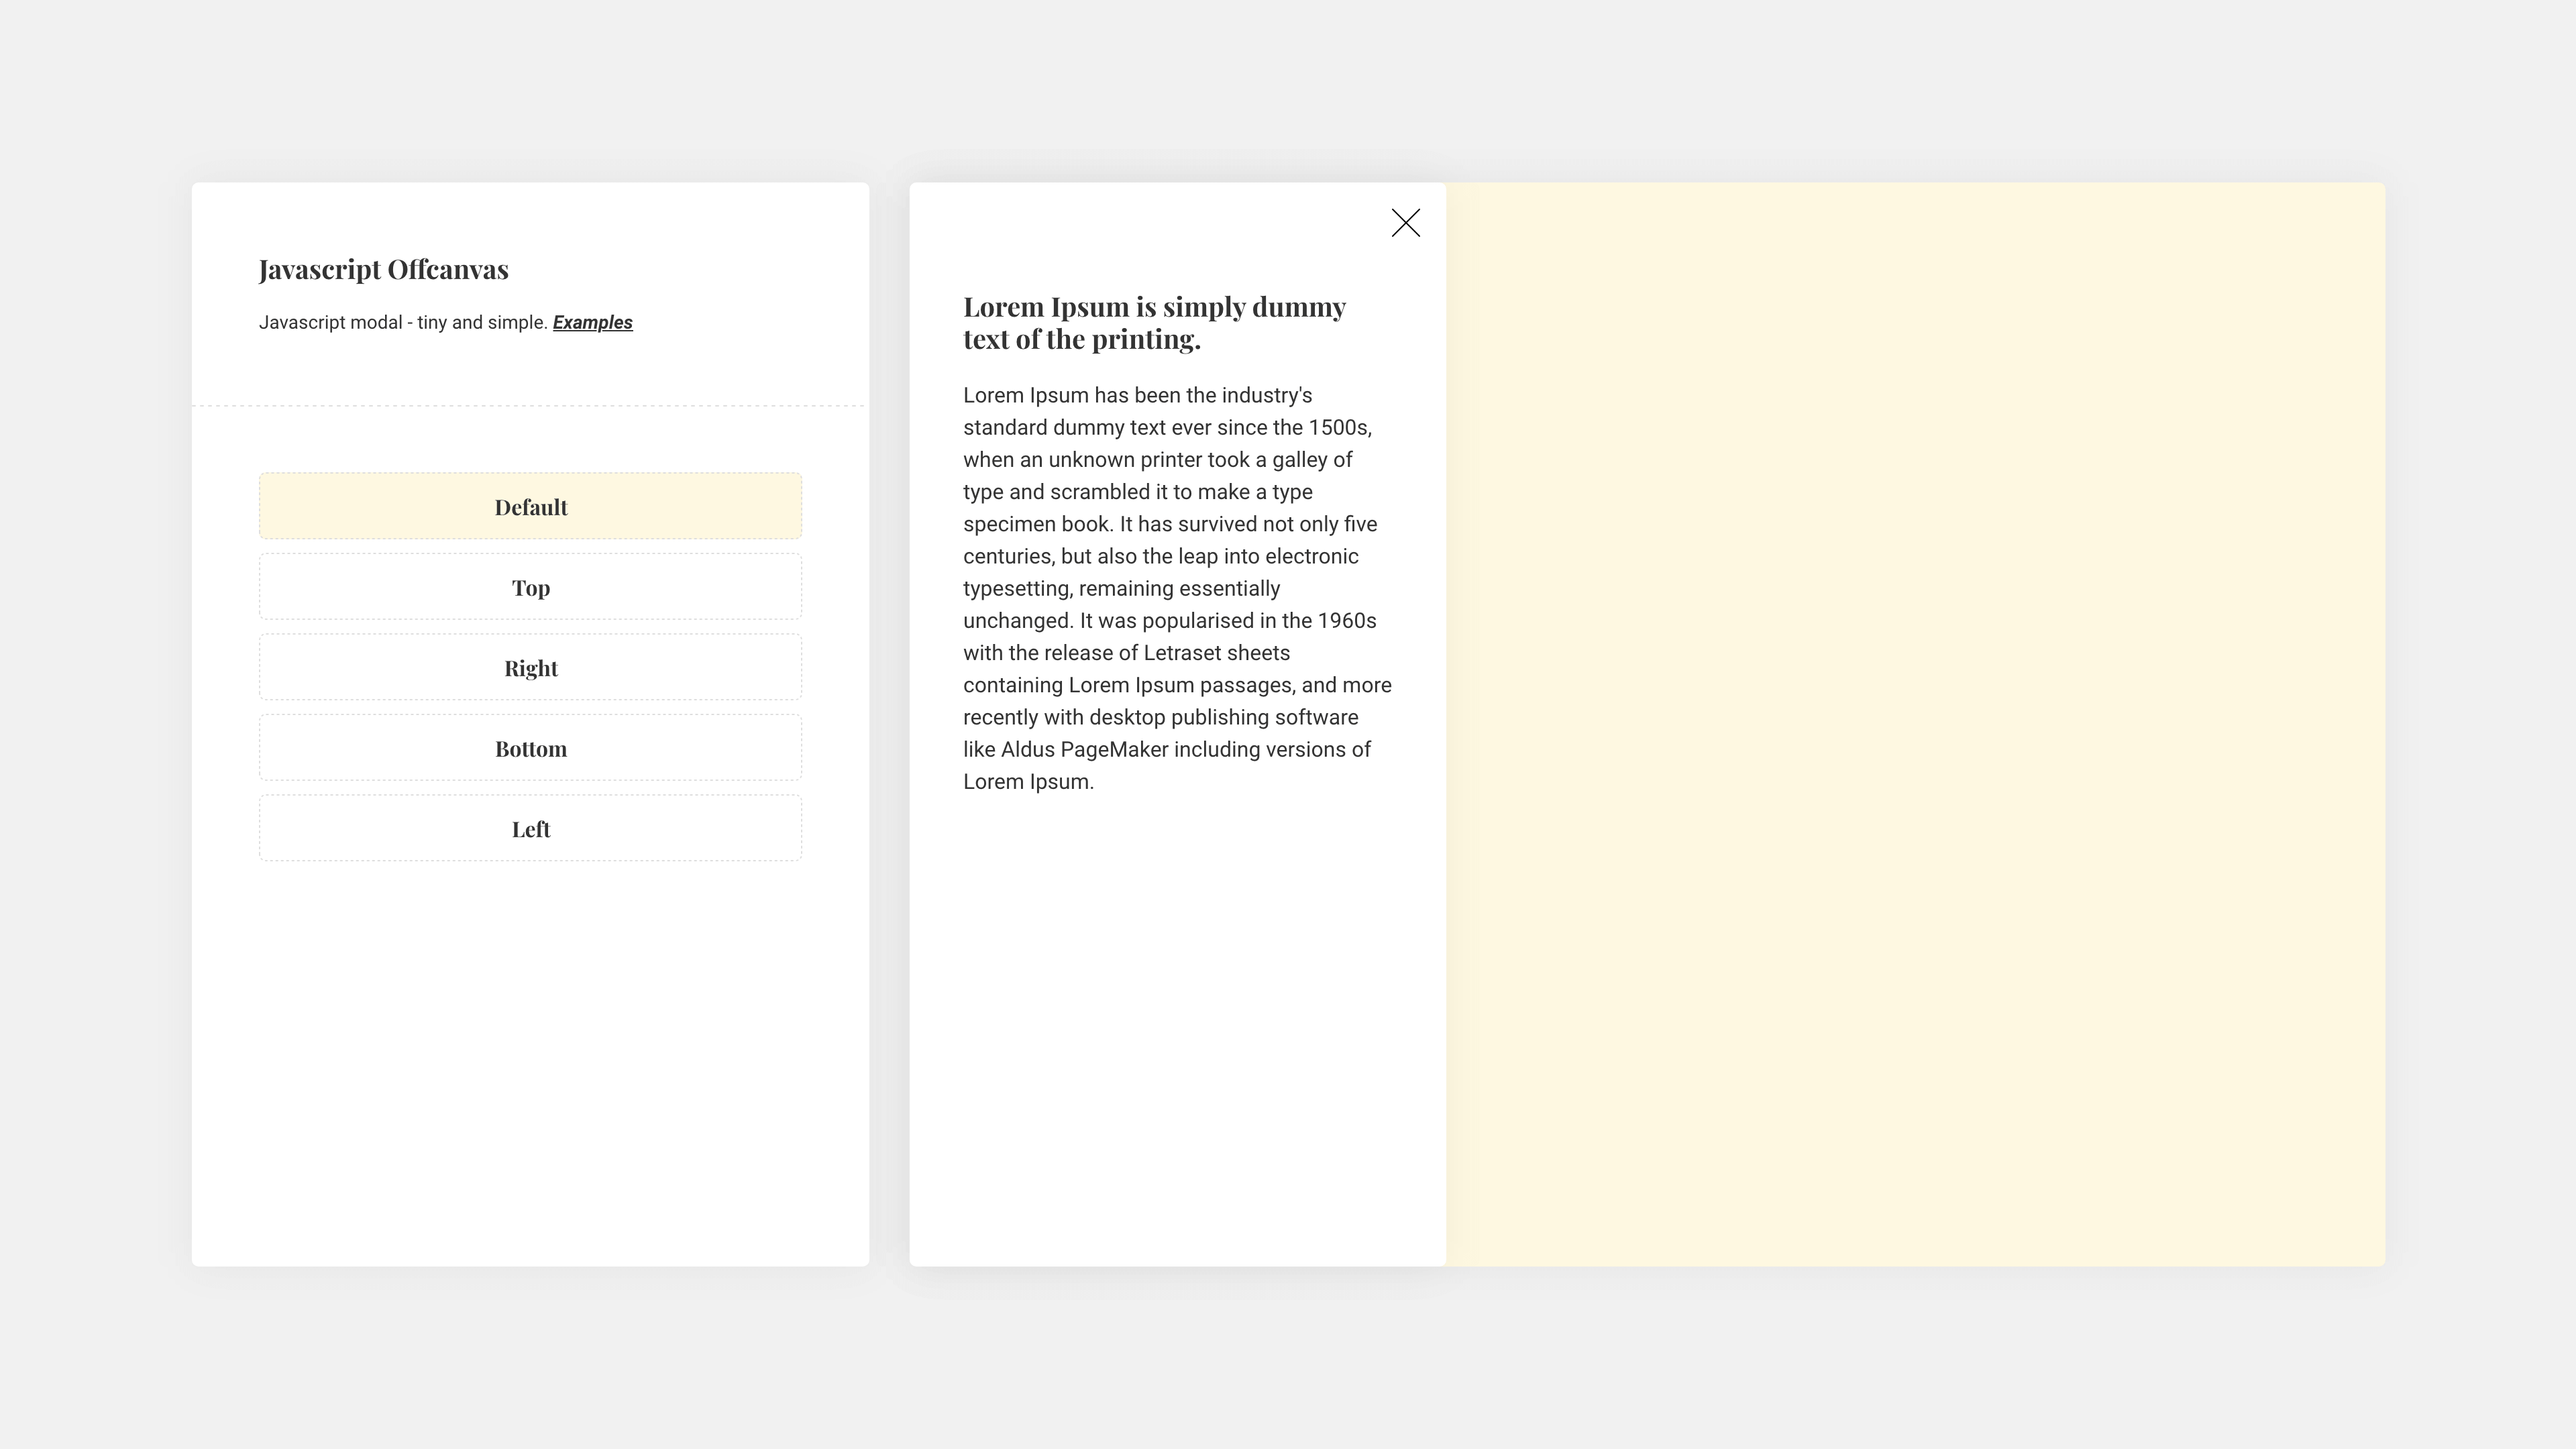 Javascript Offcanvas
Javascript modal - tiny and simple. Examples
Default
Top
Right
Bottom
Left
Lorem Ipsum is simply dummy
text of the printing.
Lorem Ipsum has been the industry's
standard dummy text ever since the 1500s,
when an unknown printer took a galley of
type and scrambled it to make a type
specimen book. It has survived not only five
centuries, but also the leap into electronic
typesetting, remaining essentially
unchanged. It was popularised in the 1960s
with the release of Letraset sheets
containing Lorem Ipsum passages, and more
recently with desktop publishing software
like Aldus PageMaker including versions of
Lorem Ipsum.